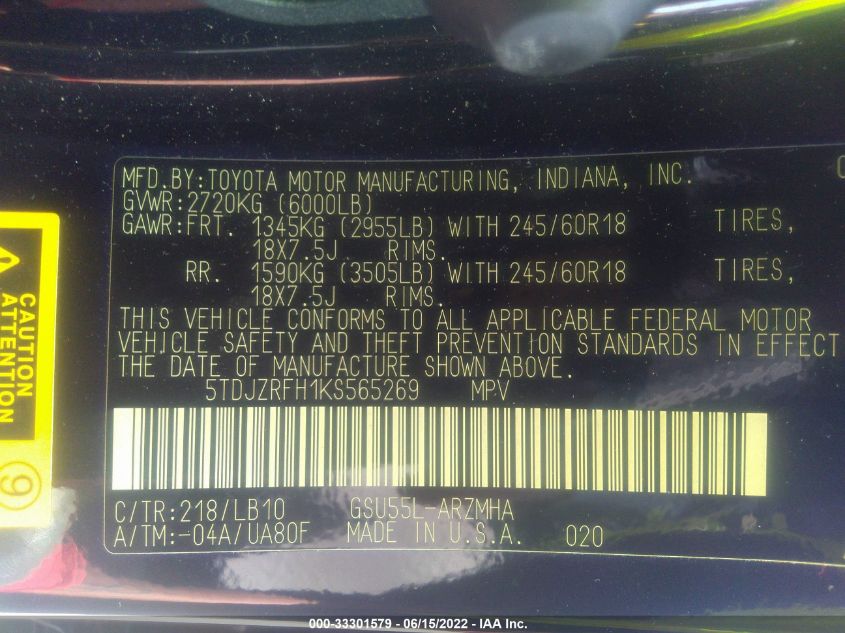 MFD.BY:TOYOTA MOTOR MANUFACTURING, INDIANA, INC.
GVWR:2720KG (6000LB)
GAWR:FRT. 1345KG (2955LB) WITH 245/60R18 TIRES,
18X7.5J RIMS.
RR. 1590KG (3505LB) WITH 245/60R18 TIRES,
18X7.5J RIMS.
THIS VEHICLE CONFORMS TO ALL APPLICABLE FEDERAL MOTOR
VEHICLE SAFETY AND THEFT PREVENTION STANDARDS IN EFFECT
THE DATE OF MANUFACTURE SHOWN ABOVE.
5TDJZRFH1KS565269 MPV
C/TR:218/LB10 GSU55L-ARZMHA
A/TM:-04A/UA80F MADE IN U.S.A. 020
CAUTION
ATTENTION
9
000-33301579 - 06/15/2022 - IAA Inc.